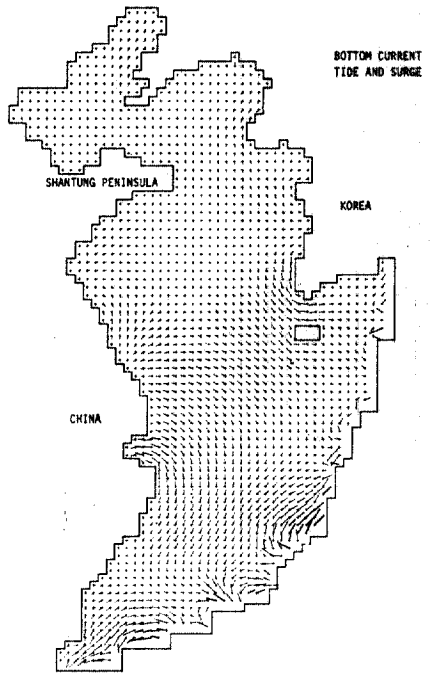 BOTTOM CURRENT
TIDE AND SURGE
SHANTUNG PENINSULA
KOREA
CHINA